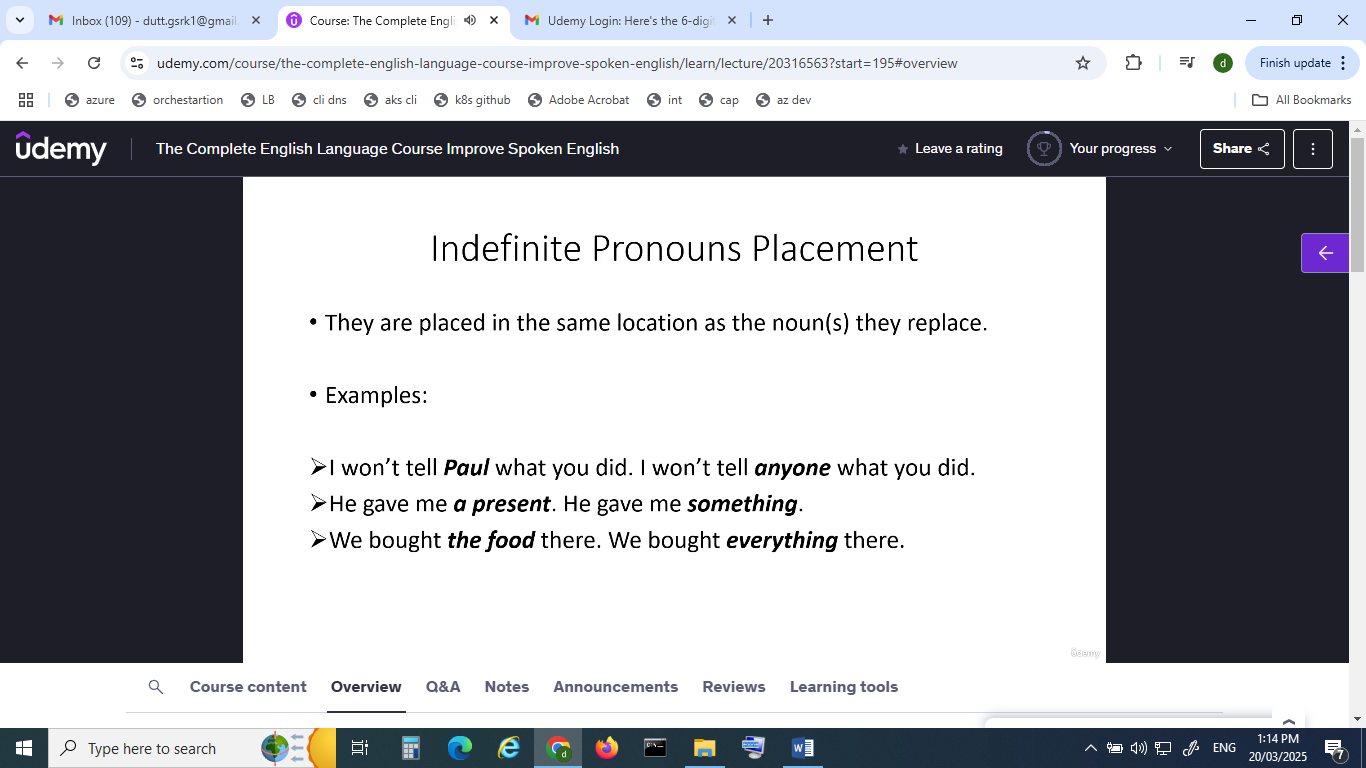 Inbox (109) - dutt.gsrk1@gmail
Course: The Complete Engli
Udemy Login: Here's the 6-digi
udemy.com/course/the-complete-english-language-course-improve-spoken-english/learn/lecture/20316563?start=195#overview
d
Finish update
azure
orchestartion
LB
cli dns
aks cli
k8s github
Adobe Acrobat
int
cap
az dev
All Bookmarks
ûdemy
The Complete English Language Course Improve Spoken English
Leave a rating
Your progress
Share
Indefinite Pronouns Placement
• They are placed in the same location as the noun(s) they replace.
• Examples:
➢I won't tell Paul what you did. I won't tell anyone what you did.
➢He gave me a present. He gave me something.
➢We bought the food there. We bought everything there.
ûdemy
Course content
Overview
Q&A
Notes
Announcements
Reviews
Learning tools
Type here to search
ENG
1:14 PM
20/03/2025
7